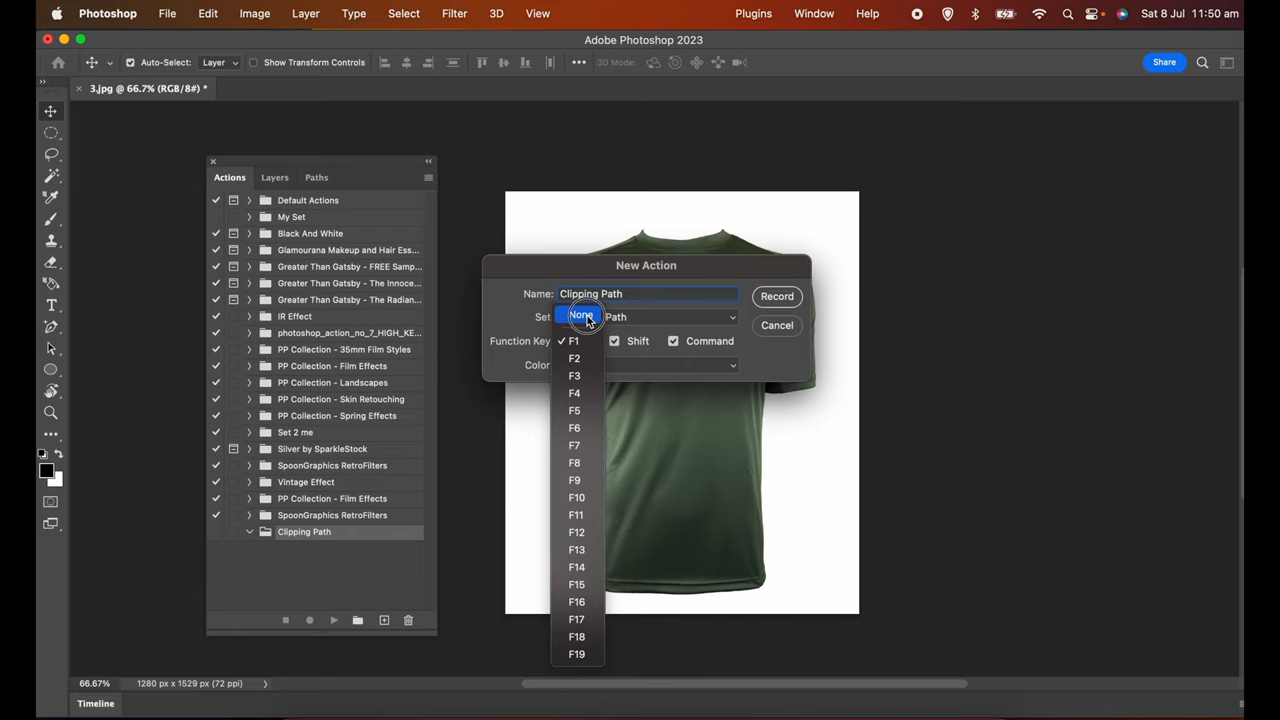 Photoshop File Edit Image Layer Type Select Filter 3D View Plugins Window Help Sat 8 Jul 11:50 am
Adobe Photoshop 2023
Auto-Select: Layer Show Transform Controls 3D Mode: Share
3.jpg @ 66.7% (RGB/8#) *
Actions Layers Paths
Default Actions
My Set
Black And White
Glamourana Makeup and Hair Ess...
Greater Than Gatsby - FREE Samp...
Greater Than Gatsby - The Innoce...
Greater Than Gatsby - The Radian...
IR Effect
photoshop_action_no_7_HIGH_KE...
PP Collection - 35mm Film Styles
PP Collection - Film Effects
PP Collection - Landscapes
PP Collection - Skin Retouching
PP Collection - Spring Effects
Set 2 me
Silver by SparkleStock
SpoonGraphics RetroFilters
Vintage Effect
PP Collection - Film Effects
SpoonGraphics RetroFilters
Clipping Path
New Action
Name: Clipping Path Record
Set None Path Cancel
Function Key F1 Shift Command
F2
Color
F3
F4
F5
F6
F7
F8
F9
F10
F11
F12
F13
F14
F15
F16
F17
F18
F19
66.67% 1280 px x 1529 px (72 ppi)
Timeline